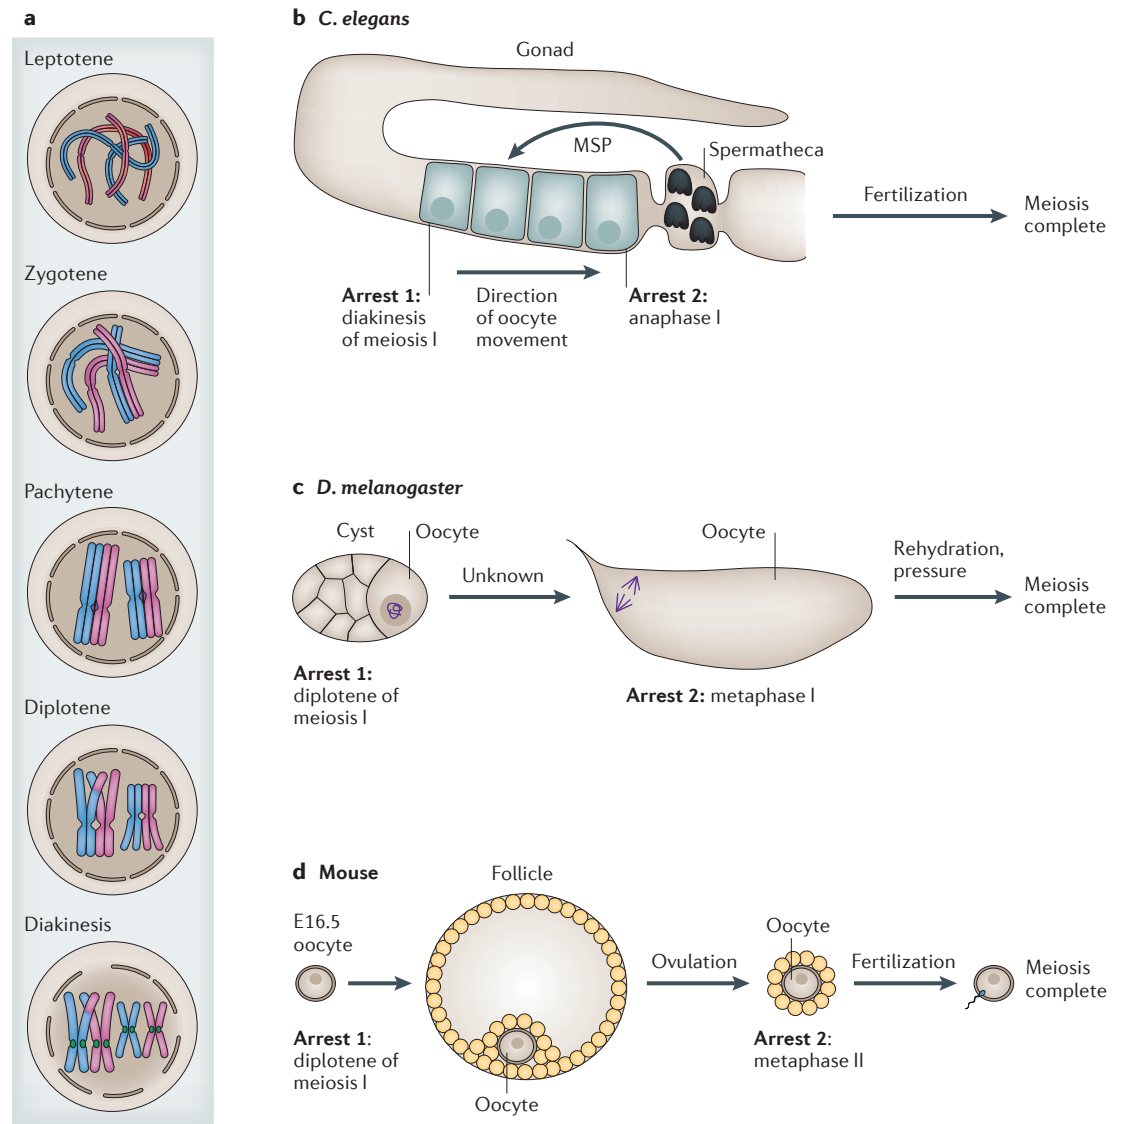 a
Leptotene
Zygotene
Pachytene
Diplotene
Diakinesis
b C. elegans
Gonad
MSP
Spermatheca
Fertilization
Meiosis
complete
Arrest 1:
diakinesis
of meiosis I
Direction
of oocyte
movement
Arrest 2:
anaphase I
c D. melanogaster
Cyst
Oocyte
Unknown
Oocyte
Rehydration,
pressure
Meiosis
complete
Arrest 1:
diplotene of
meiosis I
Arrest 2: metaphase I
d Mouse
Follicle
E16.5
oocyte
Ovulation
Oocyte
Fertilization
Meiosis
complete
Arrest 1:
diplotene of
meiosis I
Oocyte
Arrest 2:
metaphase II